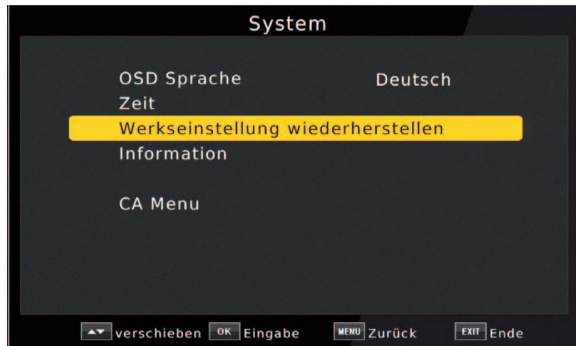 System
OSD Sprache Deutsch
Zeit
Werkseinstellung wiederherstellen
Information
CA Menu
verschieben OK Eingabe MENU Zurück EXIT Ende